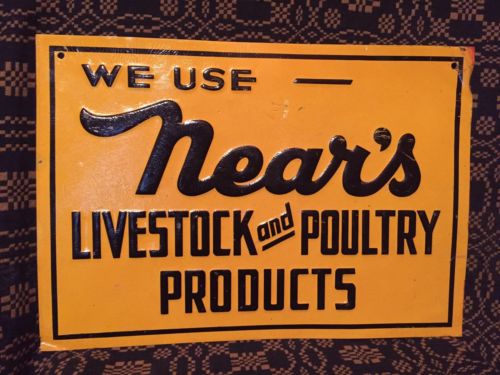 WE USE —
Near's
LIVESTOCK and POULTRY
PRODUCTS